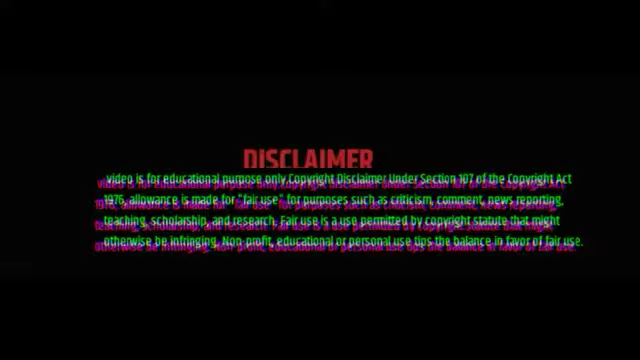 DISCLAIMER
video is for educational purpose only,Copyright Disclaimer Under Section 107 of the Copyright Act
1976, allowance is made for "fair use" for purposes such as criticism, comment, news reporting,
teaching, scholarship, and research. Fair use is a use permitted by copyright statute that might
otherwise be infringing. Non-profit, educational or personal use tips the balance in favor of fair use.